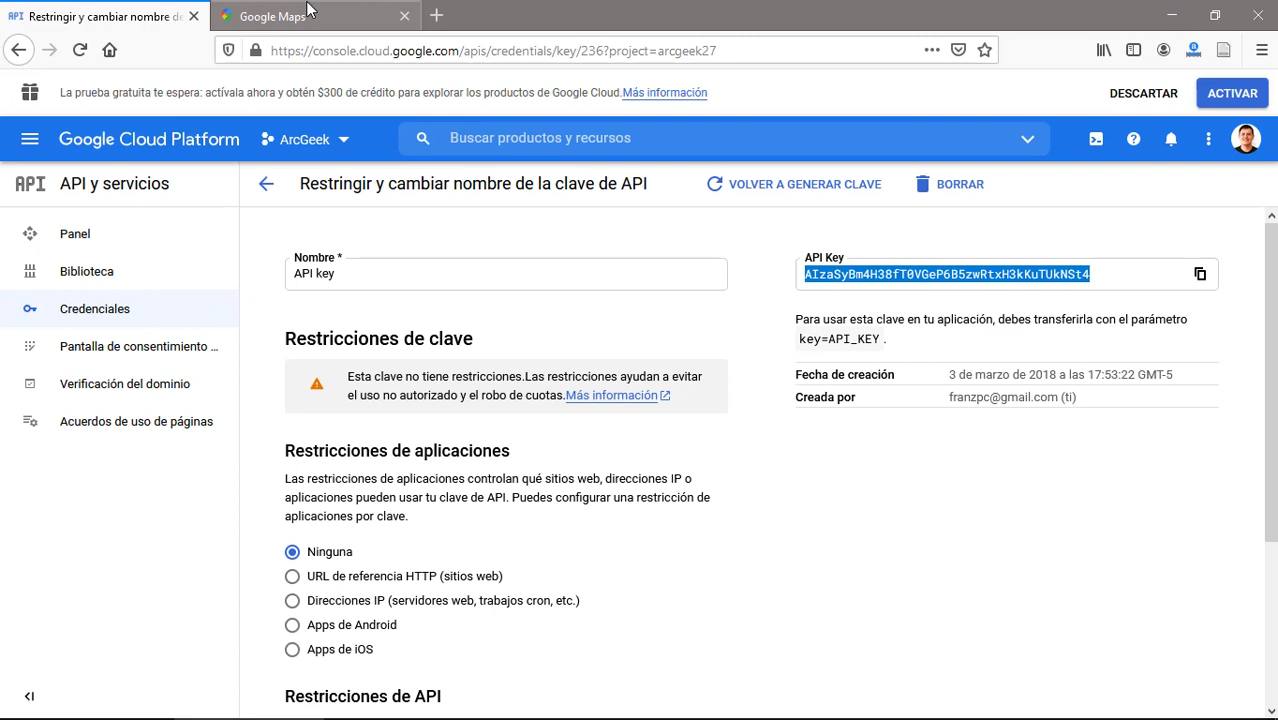 API Restringir y cambiar nombre de
Google Maps
https://console.cloud.google.com/apis/credentials/key/236?project=arcgeek27
La prueba gratuita te espera: actívala ahora y obtén $300 de crédito para explorar los productos de Google Cloud.Más información
DESCARTAR
ACTIVAR
Google Cloud Platform
ArcGeek
Buscar productos y recursos
API API y servicios
Restringir y cambiar nombre de la clave de API
VOLVER A GENERAR CLAVE
BORRAR
Panel
Biblioteca
Credenciales
Pantalla de consentimiento ...
Verificación del dominio
Acuerdos de uso de páginas
Nombre *
API key
API Key
AIzaSyBm4H38fT0VGeP6B5zwRtxH3kKuTUkNSt4
Para usar esta clave en tu aplicación, debes transferirla con el parámetro
key=API_KEY .
Fecha de creación 3 de marzo de 2018 a las 17:53:22 GMT-5
Creada por franzpc@gmail.com (ti)
Restricciones de clave
Esta clave no tiene restricciones.Las restricciones ayudan a evitar
el uso no autorizado y el robo de cuotas.Más información
Restricciones de aplicaciones
Las restricciones de aplicaciones controlan qué sitios web, direcciones IP o
aplicaciones pueden usar tu clave de API. Puedes configurar una restricción de
aplicaciones por clave.
Ninguna
URL de referencia HTTP (sitios web)
Direcciones IP (servidores web, trabajos cron, etc.)
Apps de Android
Apps de iOS
Restricciones de API